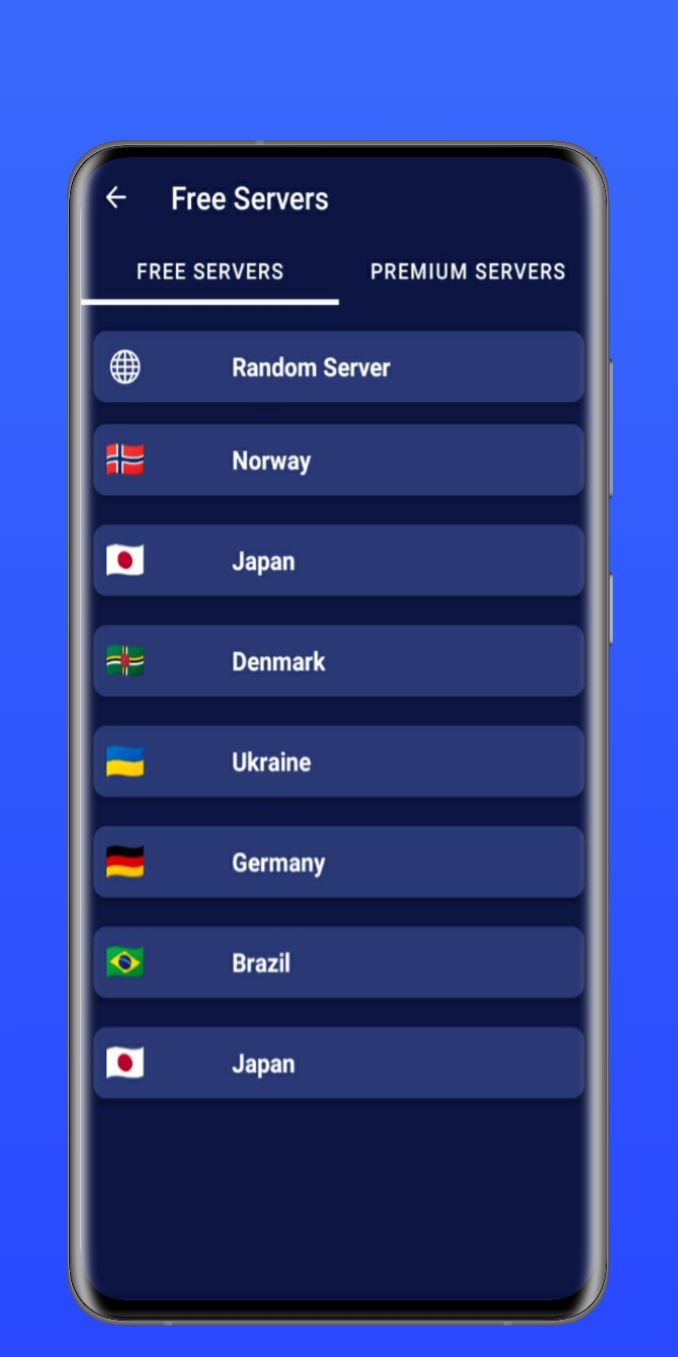 Free Servers
FREE SERVERS PREMIUM SERVERS
Random Server
Norway
Japan
Denmark
Ukraine
Germany
Brazil
Japan